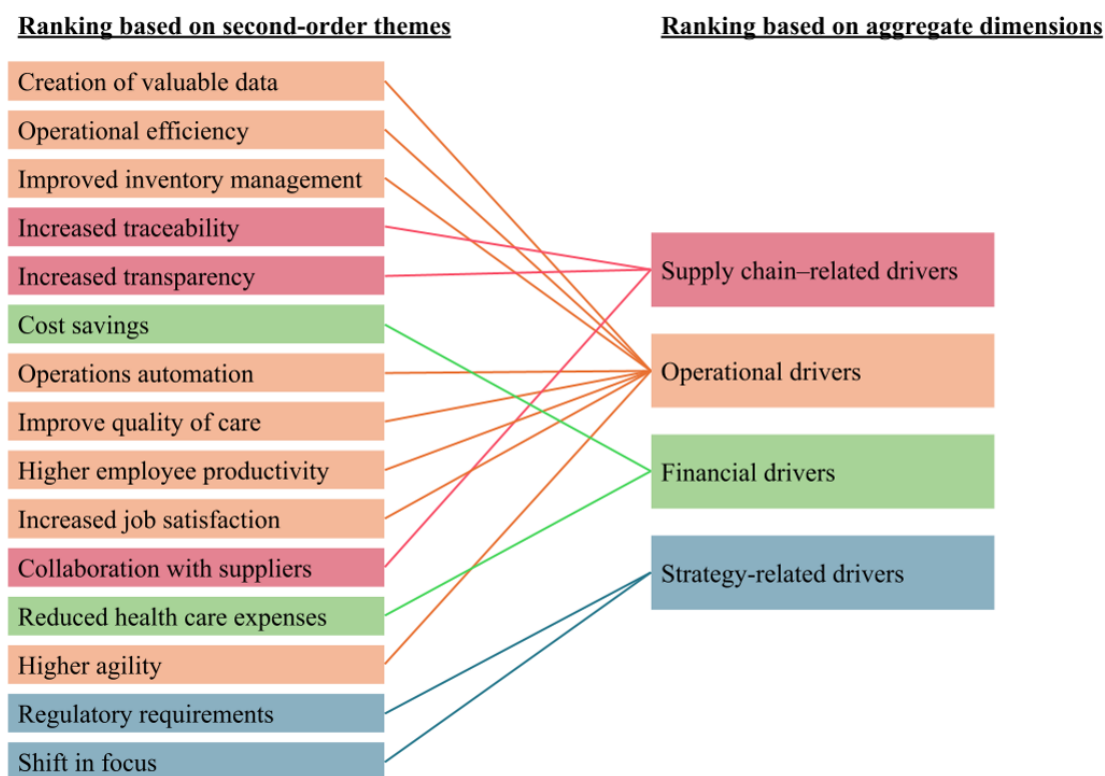 Ranking based on second-order themes
Ranking based on aggregate dimensions
Creation of valuable data
Operational efficiency
Improved inventory management
Increased traceability
Increased transparency
Cost savings
Operations automation
Improve quality of care
Higher employee productivity
Increased job satisfaction
Collaboration with suppliers
Reduced health care expenses
Higher agility
Regulatory requirements
Shift in focus
Supply chain–related drivers
Operational drivers
Financial drivers
Strategy-related drivers